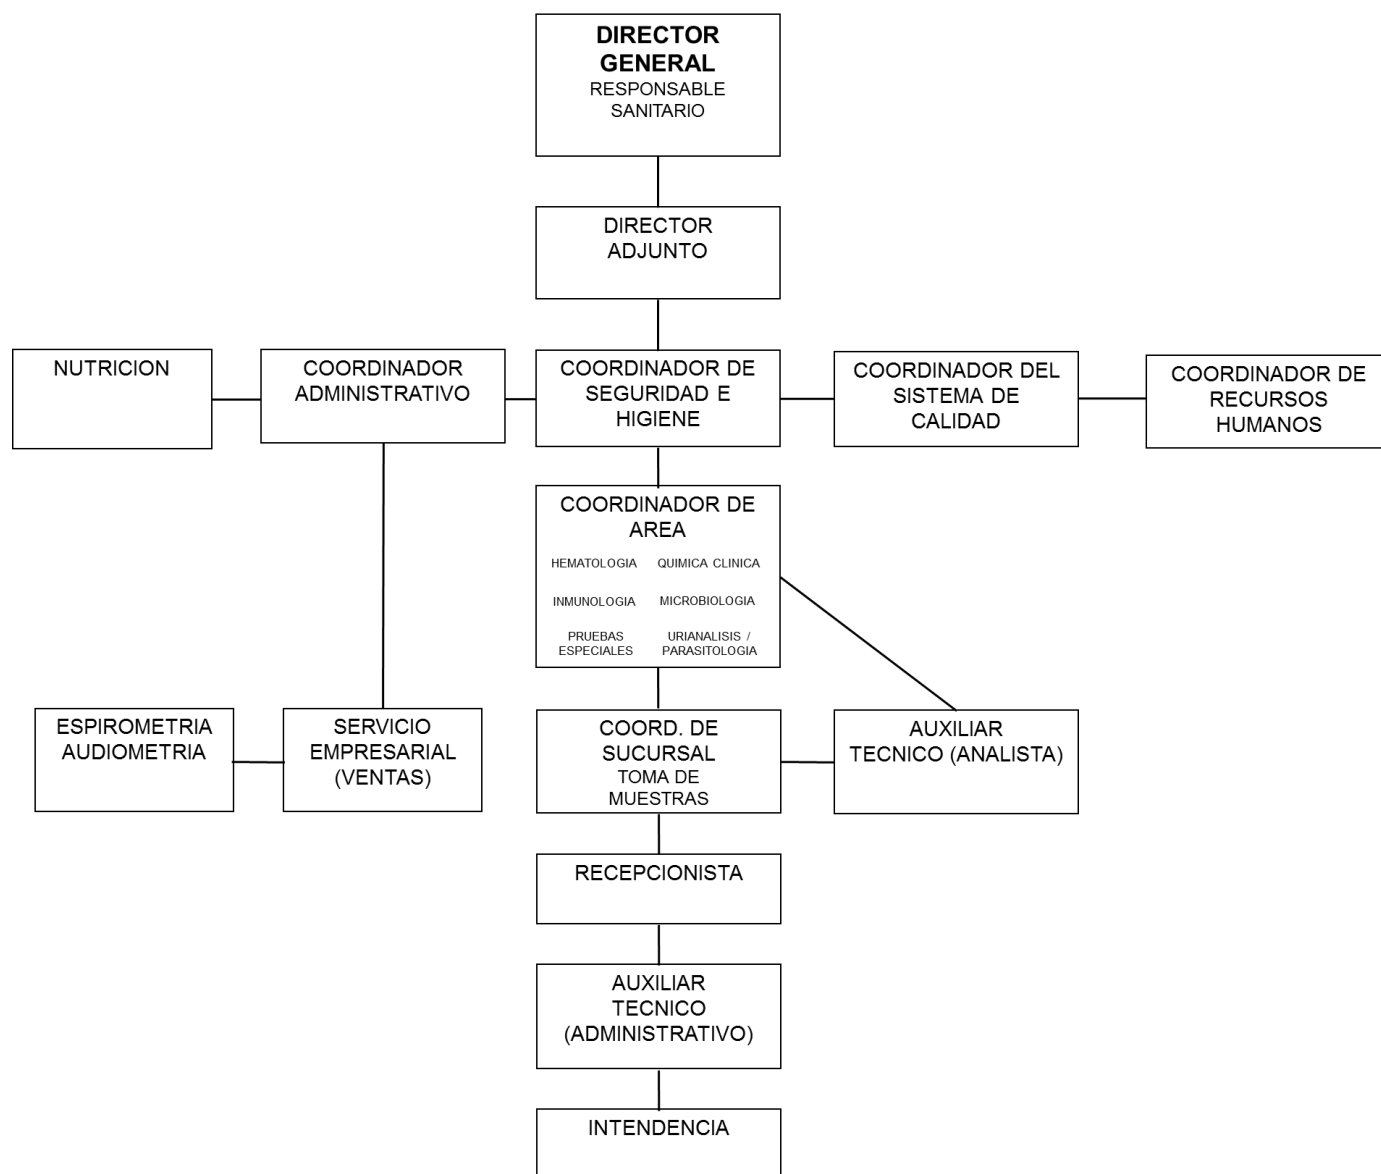 DIRECTOR
GENERAL
RESPONSABLE
SANITARIO
DIRECTOR
ADJUNTO
NUTRICION
COORDINADOR
ADMINISTRATIVO
COORDINADOR DE
SEGURIDAD E
HIGIENE
COORDINADOR DEL
SISTEMA DE
CALIDAD
COORDINADOR DE
RECURSOS
HUMANOS
COORDINADOR DE
AREA
HEMATOLOGIA
QUIMICA CLINICA
INMUNOLOGIA
MICROBIOLOGIA
PRUEBAS
ESPECIALES
URIANALISIS /
PARASITOLOGIA
ESPIROMETRIA
AUDIOMETRIA
SERVICIO
EMPRESARIAL
(VENTAS)
COORD. DE
SUCURSAL
TOMA DE
MUESTRAS
AUXILIAR
TECNICO (ANALISTA)
RECEPCIONISTA
AUXILIAR
TECNICO
(ADMINISTRATIVO)
INTENDENCIA